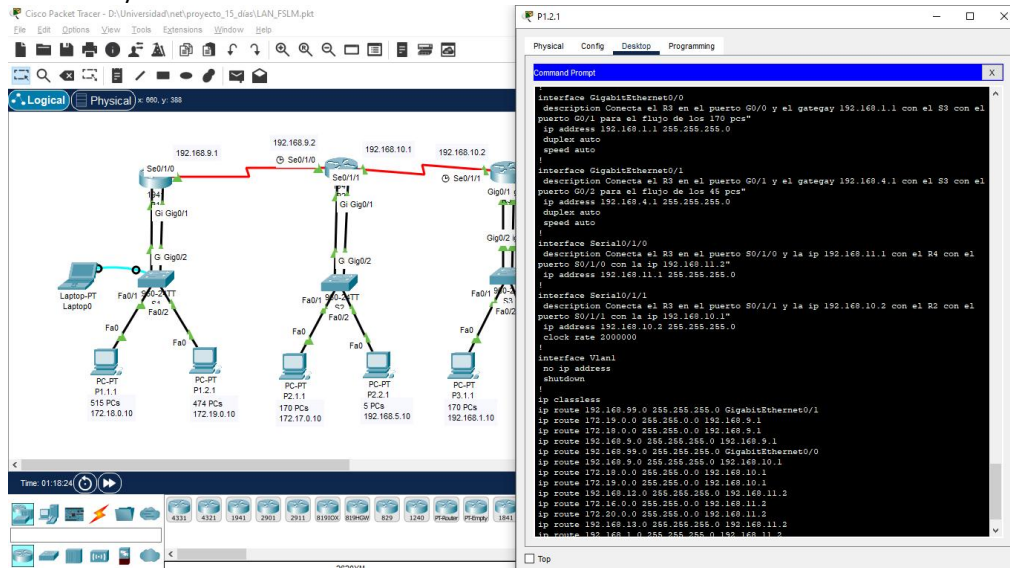 Cisco Packet Tracer - D:\Universidad\net\proyecto_15_días\LAN_FSLM.pkt
File Edit Options View Tools Extensions Window Help
Logical
Physical
x: 660, y: 388
192.168.9.1
192.168.9.2
192.168.10.1
192.168.10.2
Se0/1/0
Se0/1/0
Se0/1/1
Se0/1/1
Gi Gig0/1
Gi Gig0/1
Gig0/1
G Gig0/2
G Gig0/2
Gig0/2
Laptop-PT
Laptop0
Fa0/1
Fa0/2
Fa0/1
Fa0/2
Fa0/1
S3
Fa0/2
Fa0
Fa0
Fa0
Fa0
Fa0
PC-PT
P1.1.1
515 PCs
172.18.0.10
PC-PT
P1.2.1
474 PCs
172.19.0.10
PC-PT
P2.1.1
170 PCs
172.17.0.10
PC-PT
P2.2.1
5 PCs
192.168.5.10
PC-PT
P3.1.1
170 PCs
192.168.1.10
Time: 01:18:24
4331 4321 1941 2901 2911 819IOX 819HGW 829 1240 PT-Router PT-Empty 1841
P1.2.1
Physical Config Desktop Programming
Command Prompt
X
!
interface GigabitEthernet0/0
description Conecta el R3 en el puerto G0/0 y el gategay 192.168.1.1 con el S3 con el
puerto G0/1 para el flujo de los 170 pcs"
ip address 192.168.1.1 255.255.255.0
duplex auto
speed auto
!
interface GigabitEthernet0/1
description Conecta el R3 en el puerto G0/1 y el gategay 192.168.4.1 con el S3 con el
puerto G0/2 para el flujo de los 45 pcs"
ip address 192.168.4.1 255.255.255.0
duplex auto
speed auto
!
interface Serial0/1/0
description Conecta el R3 en el puerto S0/1/0 y la ip 192.168.11.1 con el R4 con el
puerto S0/1/0 con la ip 192.168.11.2"
ip address 192.168.11.1 255.255.255.0
!
interface Serial0/1/1
description Conecta el R3 en el puerto S0/1/1 y la ip 192.168.10.2 con el R2 con el
puerto S0/1/1 con la ip 192.168.10.1"
ip address 192.168.10.2 255.255.255.0
clock rate 2000000
!
interface Vlan1
no ip address
shutdown
!
ip classless
ip route 192.168.99.0 255.255.255.0 GigabitEthernet0/1
ip route 172.19.0.0 255.255.0.0 192.168.9.1
ip route 172.18.0.0 255.255.0.0 192.168.9.1
ip route 192.168.9.0 255.255.255.0 192.168.9.1
ip route 192.168.99.0 255.255.255.0 GigabitEthernet0/0
ip route 192.168.9.0 255.255.255.0 192.168.10.1
ip route 172.18.0.0 255.255.0.0 192.168.10.1
ip route 172.19.0.0 255.255.0.0 192.168.10.1
ip route 192.168.12.0 255.255.255.0 192.168.11.2
ip route 172.16.0.0 255.255.0.0 192.168.11.2
ip route 172.20.0.0 255.255.0.0 192.168.11.2
ip route 192.168.13.0 255.255.255.0 192.168.11.2
ip route 192.168.1.0 255.255.255.0 192.168.11.2
Top